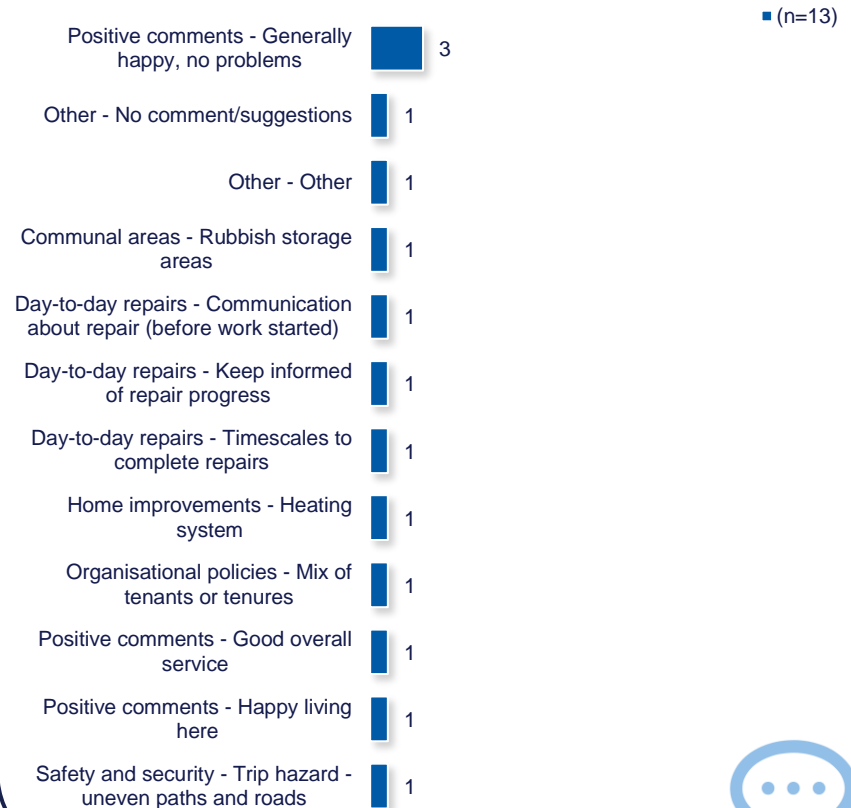 (n=13)
Positive comments - Generally
happy, no problems
3
Other - No comment/suggestions
1
Other - Other
1
Communal areas - Rubbish storage
areas
1
Day-to-day repairs - Communication
about repair (before work started)
1
Day-to-day repairs - Keep informed
of repair progress
1
Day-to-day repairs - Timescales to
complete repairs
1
Home improvements - Heating
system
1
Organisational policies - Mix of
tenants or tenures
1
Positive comments - Good overall
service
1
Positive comments - Happy living
here
1
Safety and security - Trip hazard -
uneven paths and roads
1